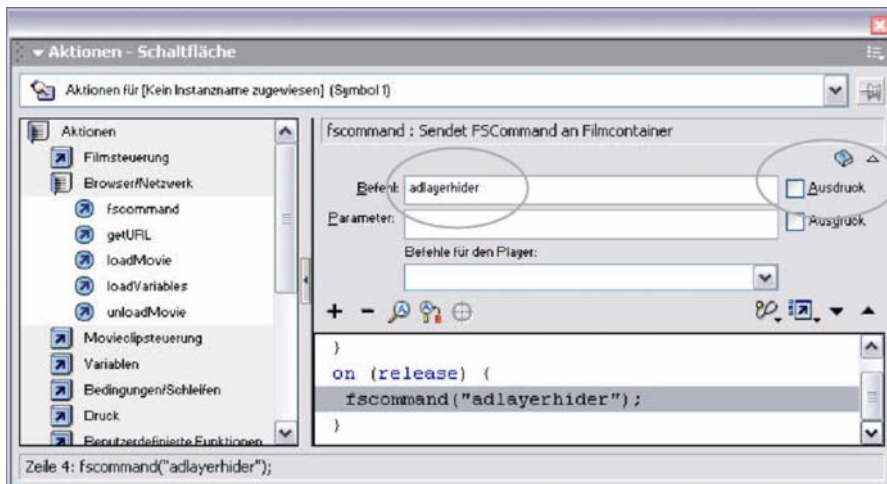 Aktionen - Schaltfläche
Aktionen für [Kein Instanzname zugewiesen] (Symbol 1)
Aktionen
Filmsteuerung
Browser/Netzwerk
fscommand
getURL
loadMovie
loadVariables
unloadMovie
Movieclipsteuerung
Variablen
Bedingungen/Schleifen
Druck
Benutzerdefinierte Funktionen
fscommand : Sendet FSCommand an Filmcontainer
Befehl: adlayerhider Ausdruck
Parameter: Ausdruck
Befehle für den Player:
}
on (release) {
fscommand("adlayerhider");
}
Zeile 4: fscommand("adlayerhider");